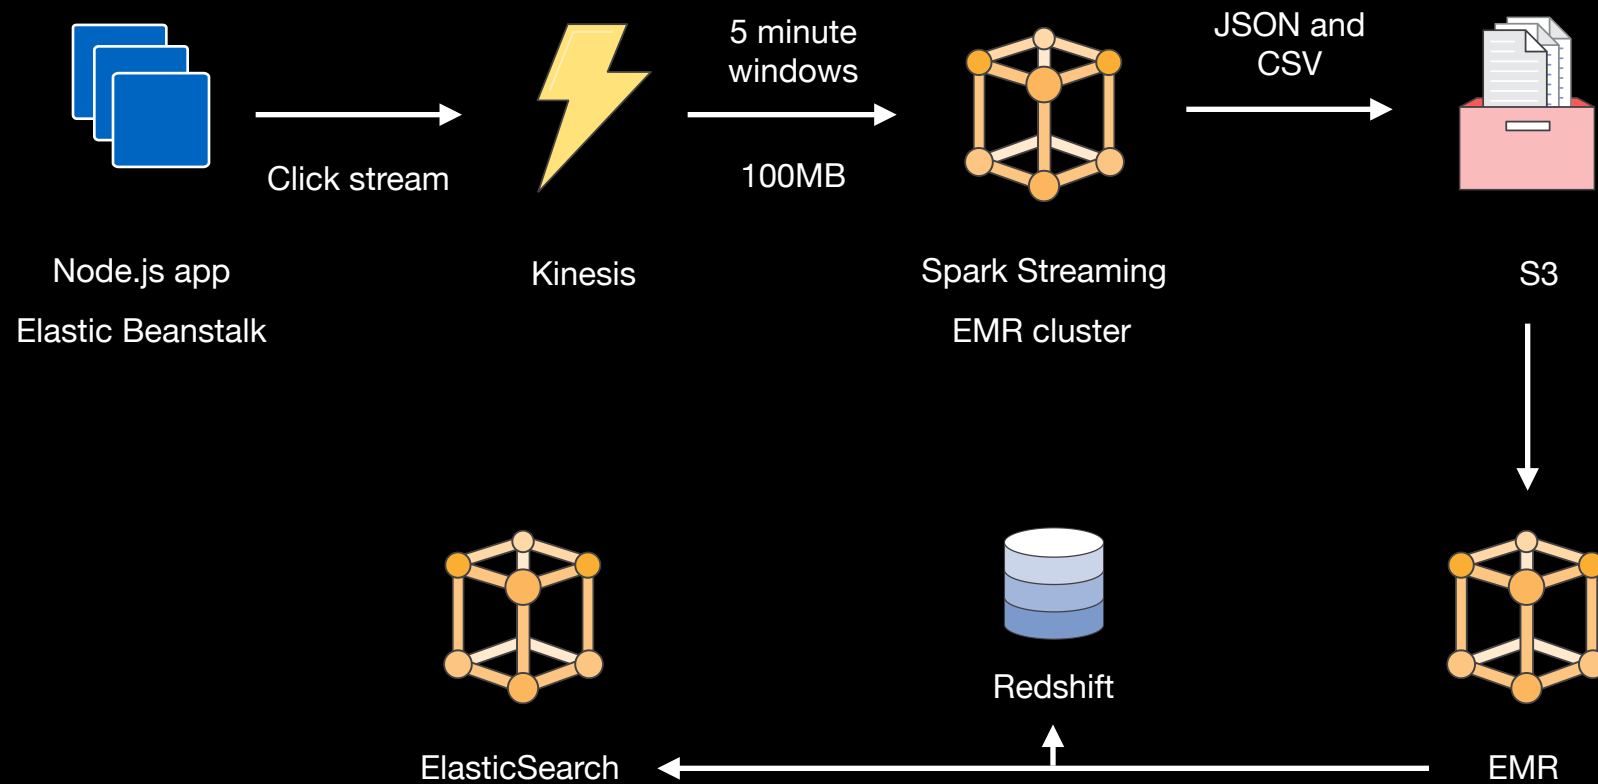 5 minute
windows
JSON and
CSV
Click stream
100MB
Node.js app
Elastic Beanstalk
Kinesis
Spark Streaming
EMR cluster
S3
Redshift
ElasticSearch
EMR